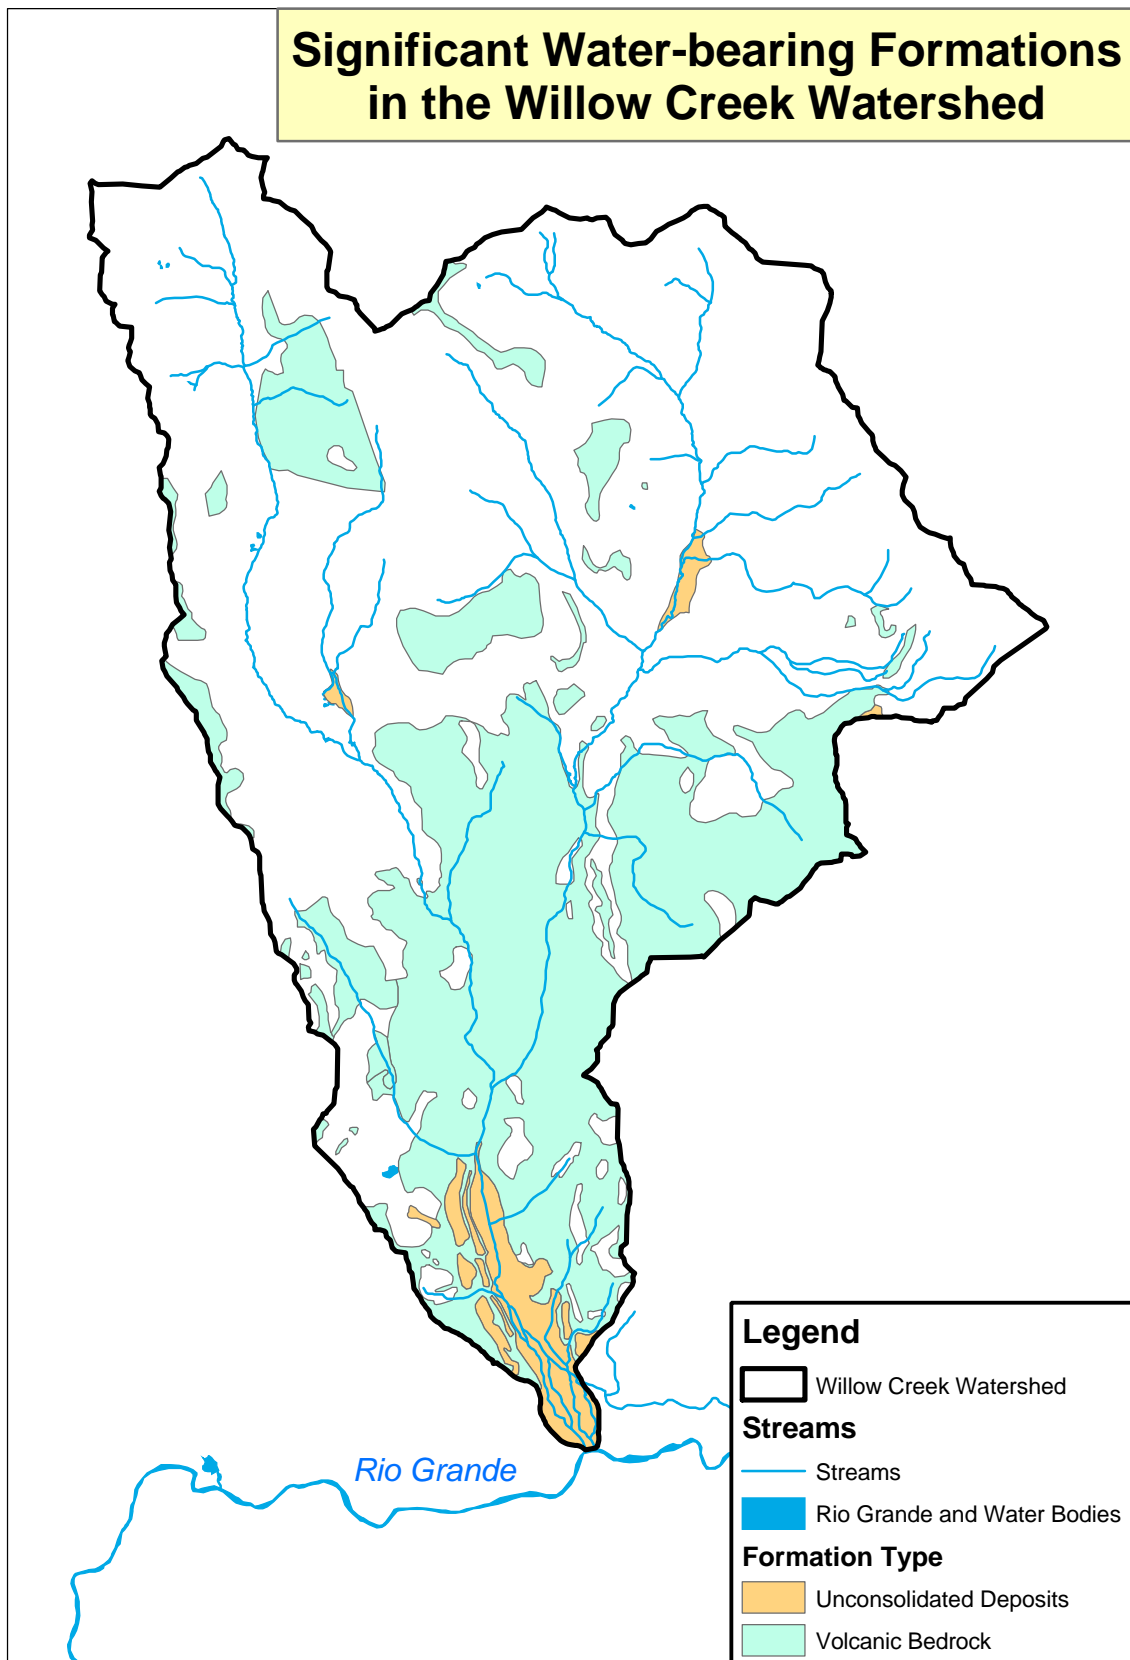 Significant Water-bearing Formations
in the Willow Creek Watershed
Rio Grande
Legend
Willow Creek Watershed
Streams
Streams
Rio Grande and Water Bodies
Formation Type
Unconsolidated Deposits
Volcanic Bedrock